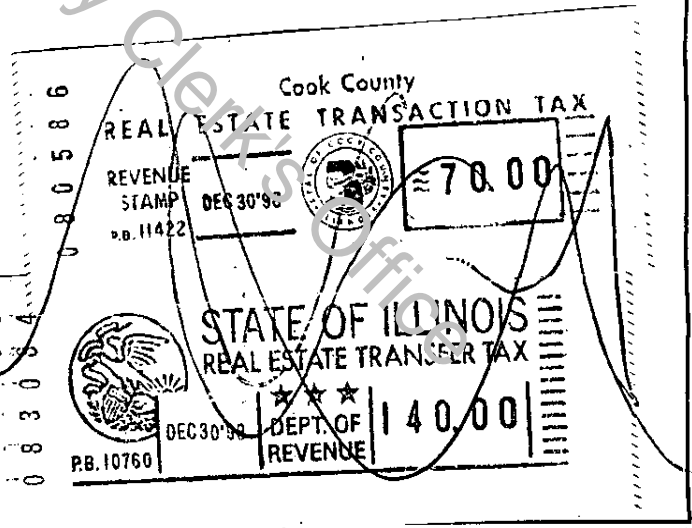 Clerk's Office
Cook County
REAL ESTATE TRANSACTION TAX
REVENUE
STAMP DEC 30'98
P.B. 11422
70.00
STATE OF ILLINOIS
REAL ESTATE TRANSFER TAX
DEC 30'98
DEPT. OF
REVENUE
140.00
P.B. 10760